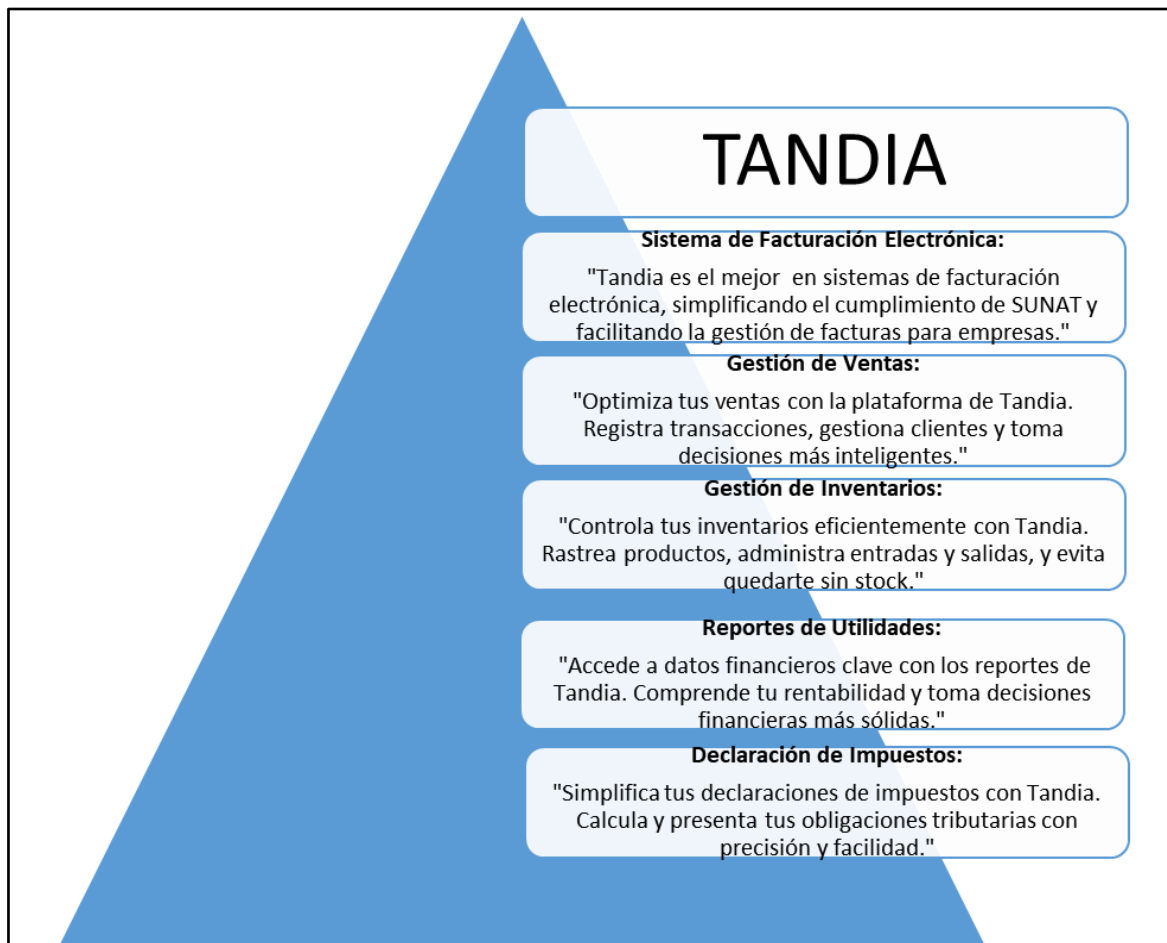 TANDIA
Sistema de Facturación Electrónica:
"Tandia es el mejor  en sistemas de facturación
electrónica, simplificando el cumplimiento de SUNAT y
facilitando la gestión de facturas para empresas."
Gestión de Ventas:
"Optimiza tus ventas con la plataforma de Tandia.
Registra transacciones, gestiona clientes y toma
decisiones más inteligentes."
Gestión de Inventarios:
"Controla tus inventarios eficientemente con Tandia.
Rastrea productos, administra entradas y salidas, y evita
quedarte sin stock."
Reportes de Utilidades:
"Accede a datos financieros clave con los reportes de
Tandia. Comprende tu rentabilidad y toma decisiones
financieras más sólidas."
Declaración de Impuestos:
"Simplifica tus declaraciones de impuestos con Tandia.
Calcula y presenta tus obligaciones tributarias con
precisión y facilidad."